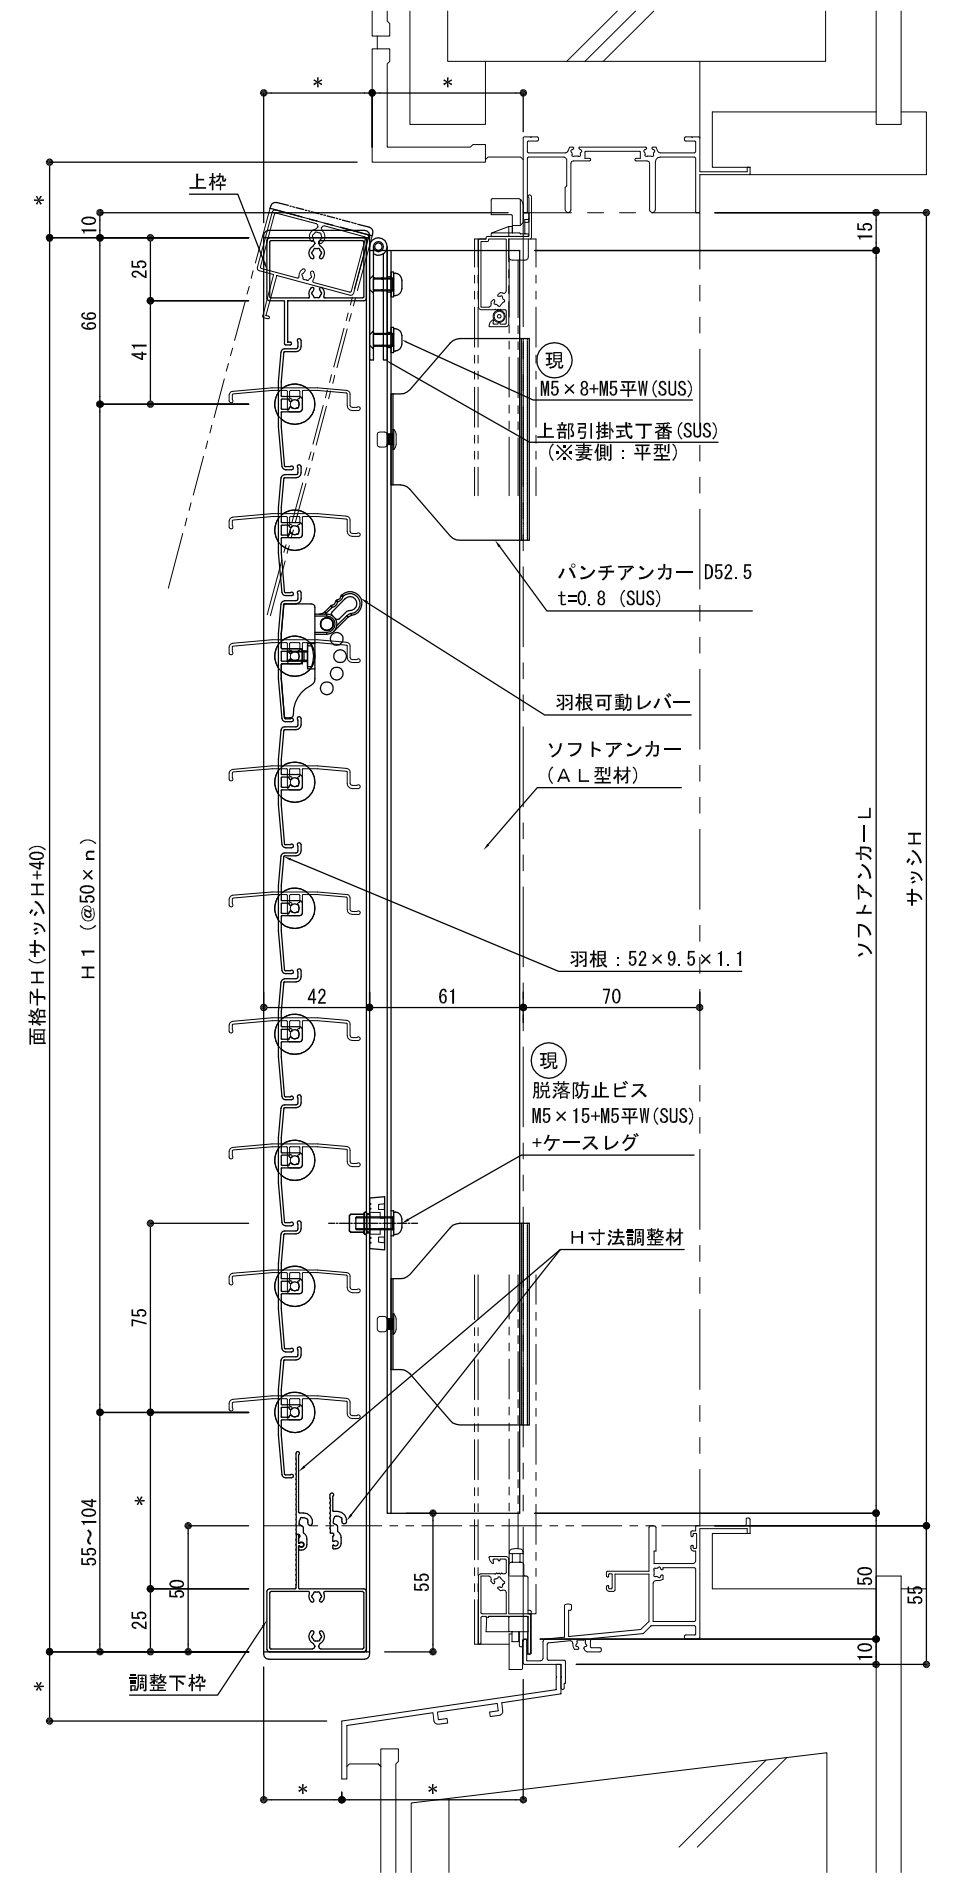 *
*
上枠
*
10
15
25
66
41
現
M5×8+M5平W(SUS)
上部引掛式丁番(SUS)
(※妻側：平型)
パンチアンカー D52.5
t=0.8 (SUS)
羽根可動レバー
ソフトアンカー
(ＡＬ型材)
面格子Ｈ(サッシＨ+40)
Ｈ１ (@50×ｎ)
ソフトアンカーＬ
サッシＨ
羽根：52×9.5×1.1
42
61
70
現
脱落防止ビス
M5×15+M5平W(SUS)
+ケースレグ
Ｈ寸法調整材
75
55～104
*
50
25
55
50
55
10
*
調整下枠
*
*